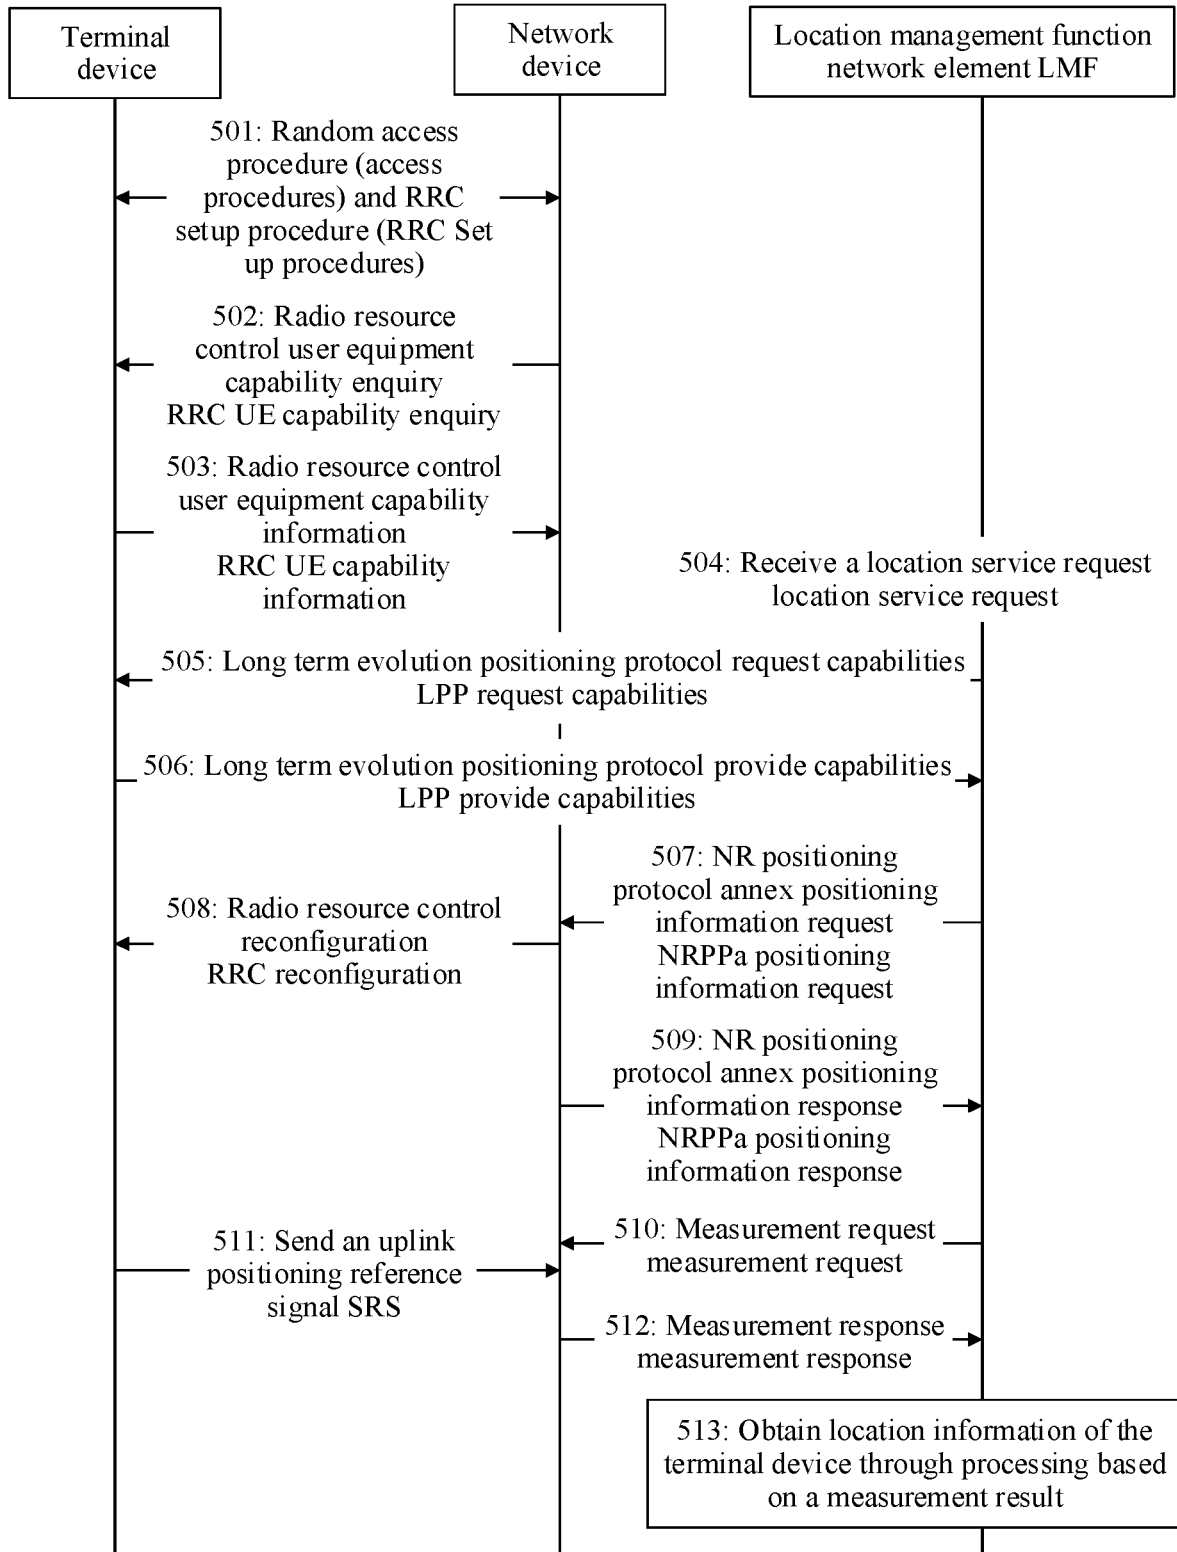 Terminal
device
Network
device
Location management function
network element LMF
501: Random access
procedure (access
procedures) and RRC
setup procedure (RRC Set
up procedures)
502: Radio resource
control user equipment
capability enquiry
RRC UE capability enquiry
503: Radio resource control
user equipment capability
information
RRC UE capability
information
504: Receive a location service request
location service request
505: Long term evolution positioning protocol request capabilities
LPP request capabilities
506: Long term evolution positioning protocol provide capabilities
LPP provide capabilities
507: NR positioning
protocol annex positioning
information request
NRPPa positioning
information request
508: Radio resource control
reconfiguration
RRC reconfiguration
509: NR positioning
protocol annex positioning
information response
NRPPa positioning
information response
510: Measurement request
measurement request
511: Send an uplink
positioning reference
signal SRS
512: Measurement response
measurement response
513: Obtain location information of the
terminal device through processing based
on a measurement result